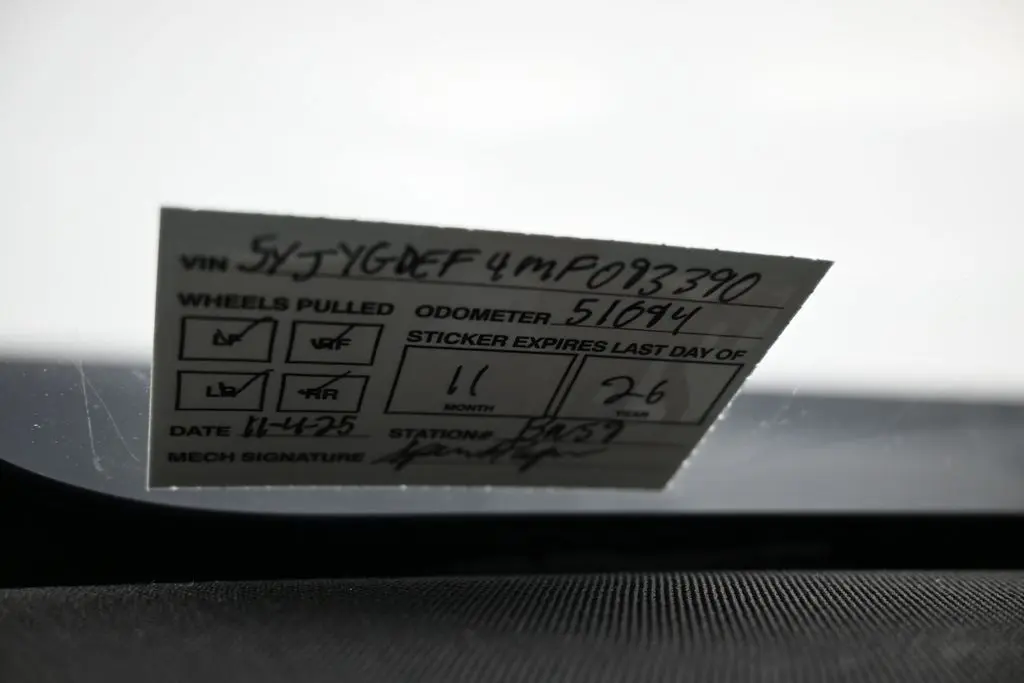 VIN 5YJYGDEF4MF093390
WHEELS PULLED ODOMETER 51694
LF RF STICKER EXPIRES LAST DAY OF
LR RR 11 26
MONTH YEAR
DATE 11-4-25 STATION#
MECH SIGNATURE